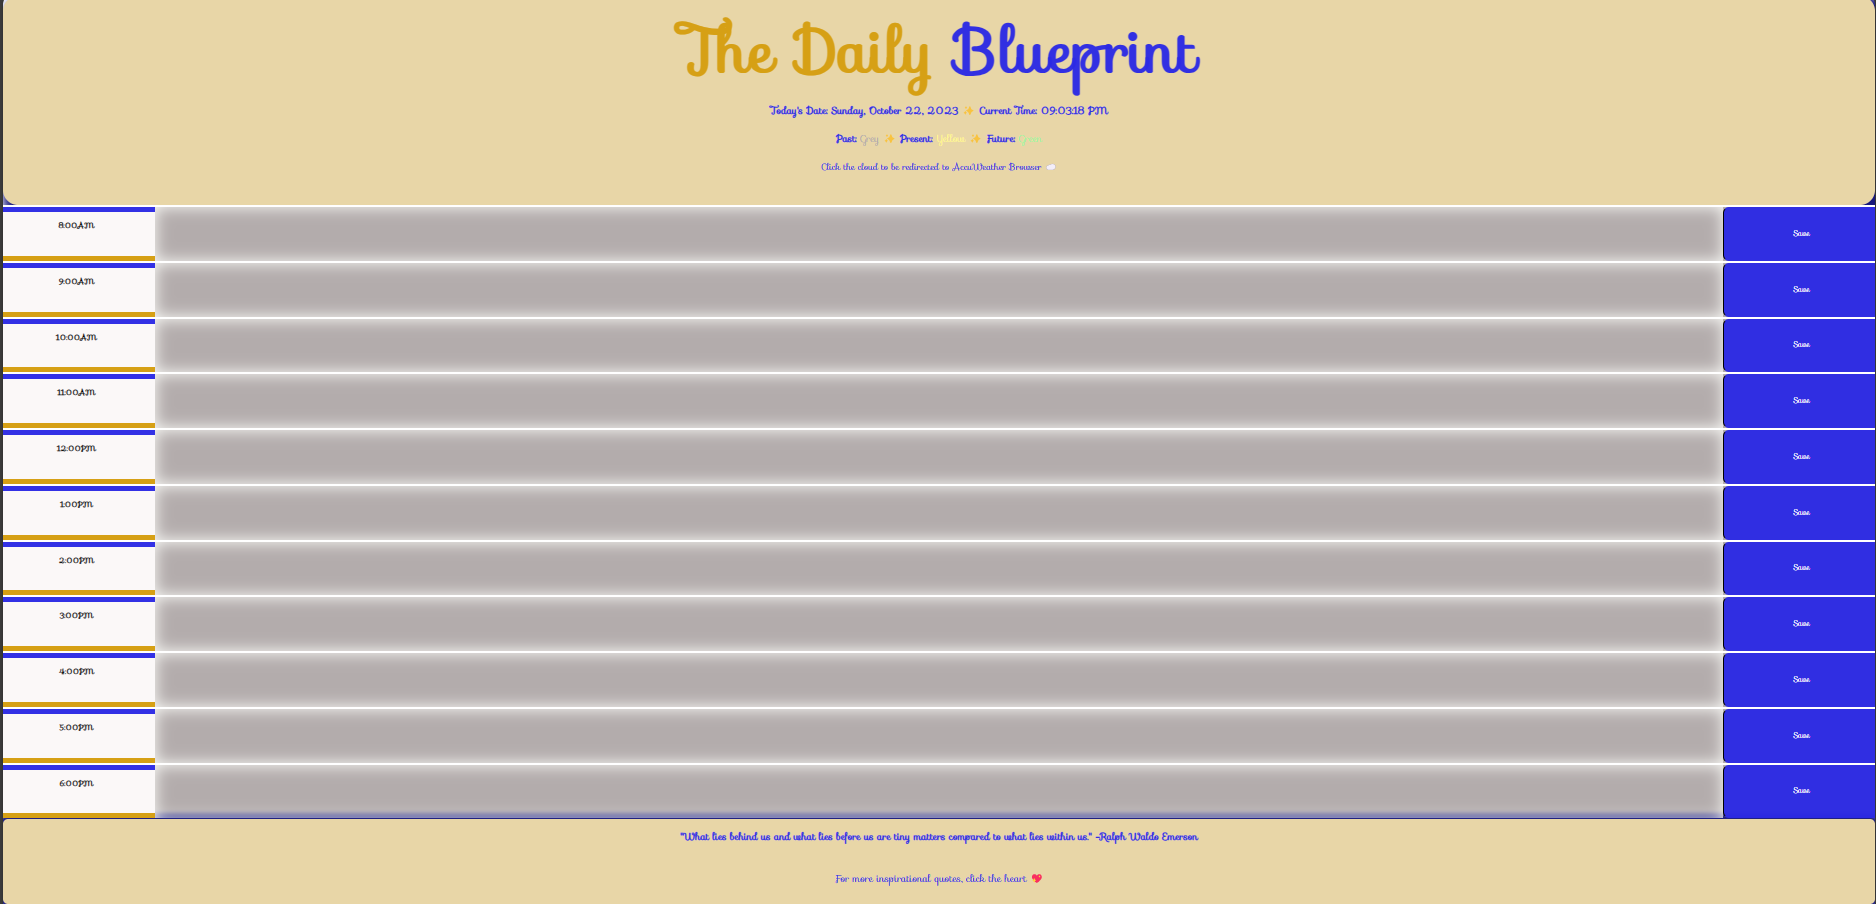 The Daily Blueprint
Today's Date: Sunday, October 22, 2023 ✨ Current Time: 09:03:18 PM
Past: Grey ✨ Present: Yellow ✨ Future:
Click the cloud to be redirected to AccuWeather Browser ☁️
8:00AM
Save
9:00AM
Save
10:00AM
Save
11:00AM
Save
12:00PM
Save
1:00PM
Save
2:00PM
Save
3:00PM
Save
4:00PM
Save
5:00PM
Save
6:00PM
Save
"What lies behind us and what lies before us are tiny matters compared to what lies within us." -Ralph Waldo Emerson
For more inspirational quotes, click the heart 💖